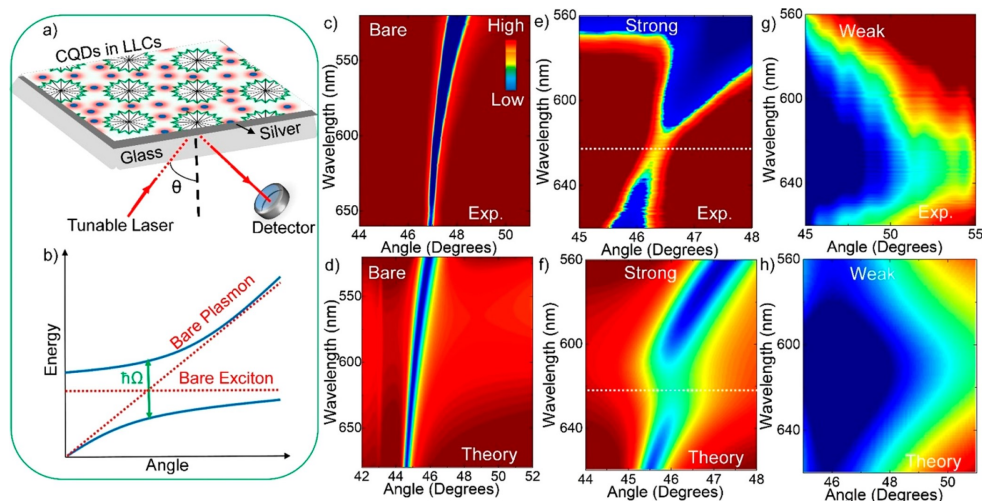 a)
CQDs in LLCs
Silver
Glass
θ
Tunable Laser
Detector
b)
Energy
Bare Plasmon
ħΩ
Bare Exciton
Angle
c)
Bare
High
Low
Exp.
Wavelength (nm)
600
650
44 46 48 50
Angle (Degrees)
d)
Bare
Theory
Wavelength (nm)
550
600
650
42 44 46 48 50 52
Angle (Degrees)
e)
Strong
Exp.
Wavelength (nm)
560
600
640
45 46 47 48
Angle (Degrees)
f)
Strong
Theory
Wavelength (nm)
560
600
640
45 46 47 48
Angle (Degrees)
g)
Weak
Exp.
Wavelength (nm)
560
600
640
45 50 55
Angle (Degrees)
h)
Weak
Theory
Wavelength (nm)
560
600
640
46 48 50
Angle (Degrees)